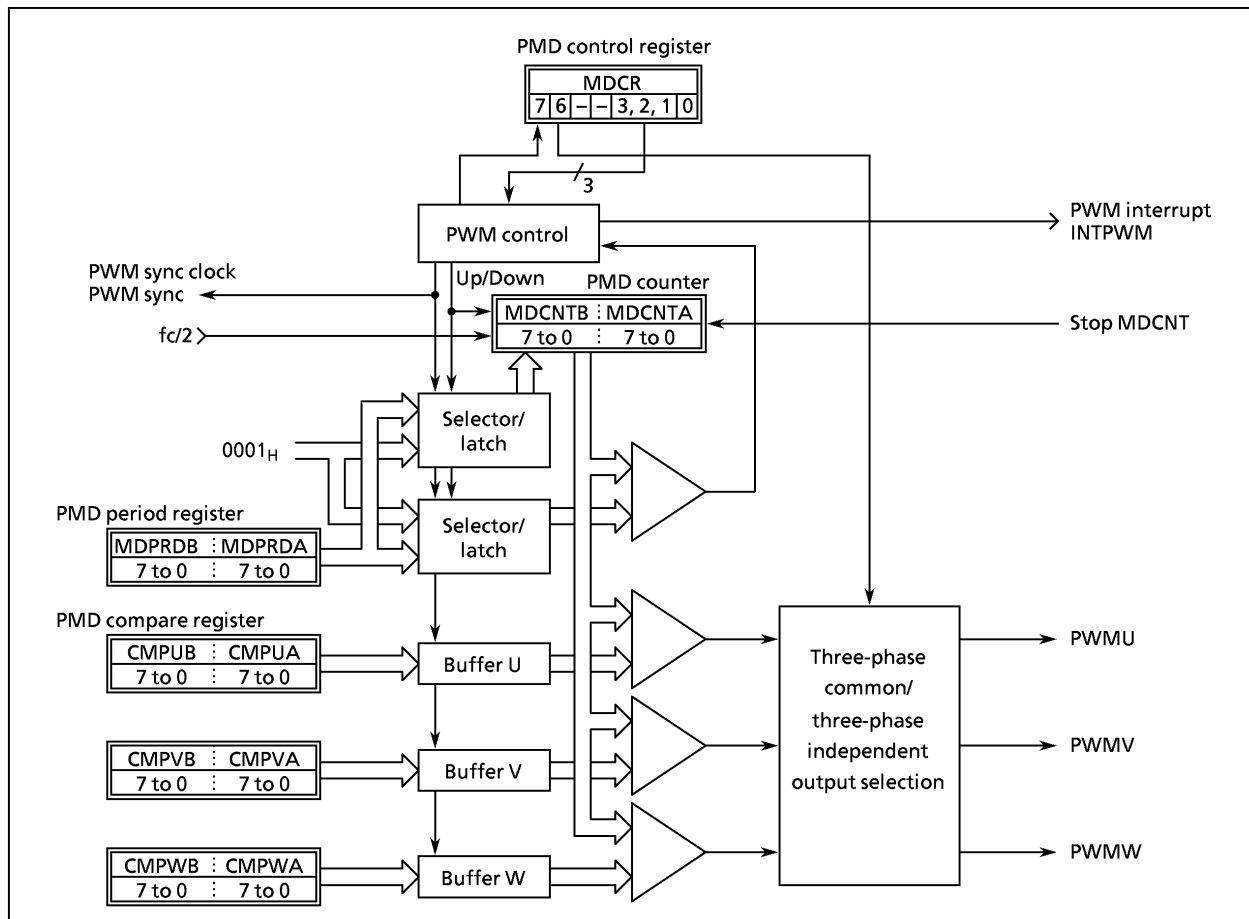 PMD control register
MDCR
7 6 – – 3, 2, 1 0
3
PWM control
PWM interrupt
INTPWM
PWM sync clock
PWM sync
Up/Down
PMD counter
MDCNTB MDCNTA
7 to 0 7 to 0
fc/2
Stop MDCNT
Selector/
latch
0001H
Selector/
latch
PMD period register
MDPRDB MDPRDA
7 to 0 7 to 0
PMD compare register
CMPUB CMPUA
7 to 0 7 to 0
Buffer U
CMPVB CMPVA
7 to 0 7 to 0
Buffer V
CMPWB CMPWA
7 to 0 7 to 0
Buffer W
Three-phase
common/
three-phase
independent
output selection
PWMU
PWMV
PWMW